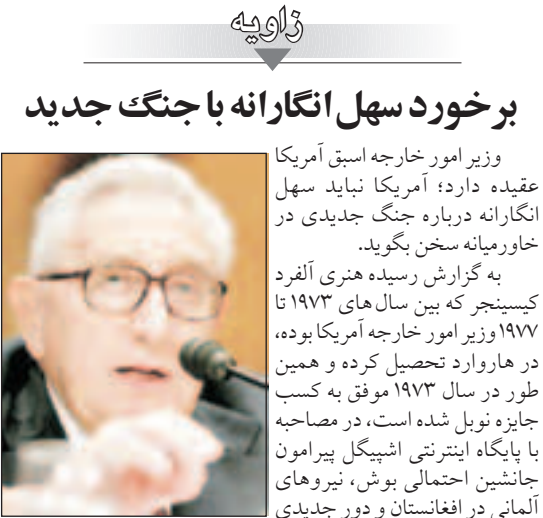 زاویه
برخورد سهل‌انگارانه با جنگ جدید
وزیر امور خارجه اسبق آمریکا
عقیده دارد؛ آمریکا نباید سهل
انگارانه درباره جنگ جدیدی در
خاورمیانه سخن بگوید.
به گزارش رسیده هنری آلفرد
کیسینجر که بین سال های ۱۹۷۳ تا
۱۹۷۷ وزیر امور خارجه آمریکا بوده،
در هاروارد تحصیل کرده و همین
طور در سال ۱۹۷۳ موفق به کسب
جایزه نوبل شده است، در مصاحبه
با پایگاه اینترنتی اشپیگل پیرامون
جانشین احتمالی بوش، نیروهای
آلمانی در افغانستان و دور جدیدی